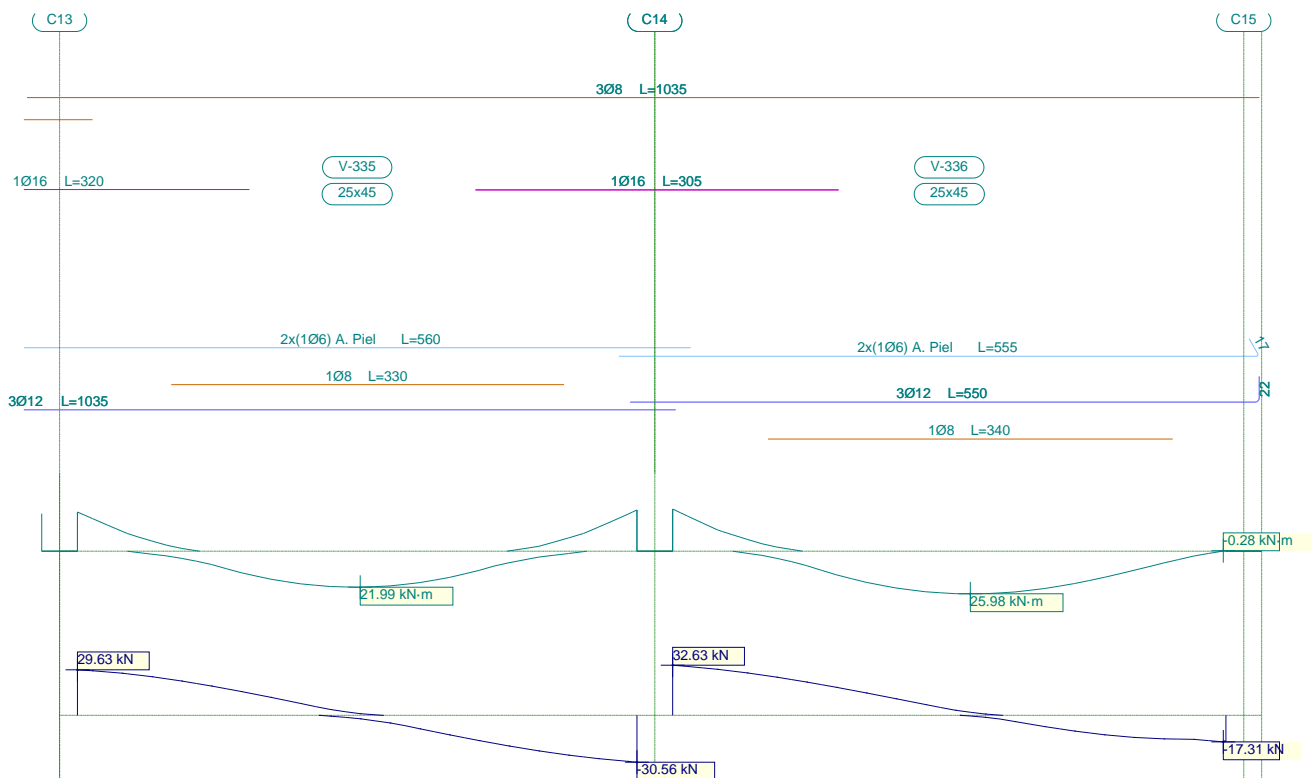 C13 C14 C15
3Ø8 L=1035
V-335 V-336
1Ø16 L=320 1Ø16 L=305
25x45 25x45
2x(1Ø6) A. Piel L=560
2x(1Ø6) A. Piel L=555 17
1Ø8 L=330
3Ø12 L=1035 3Ø12 L=550 22
1Ø8 L=340
-0.28 kN·m
21.99 kN·m
25.98 kN·m
29.63 kN 32.63 kN
-17.31 kN
-30.56 kN